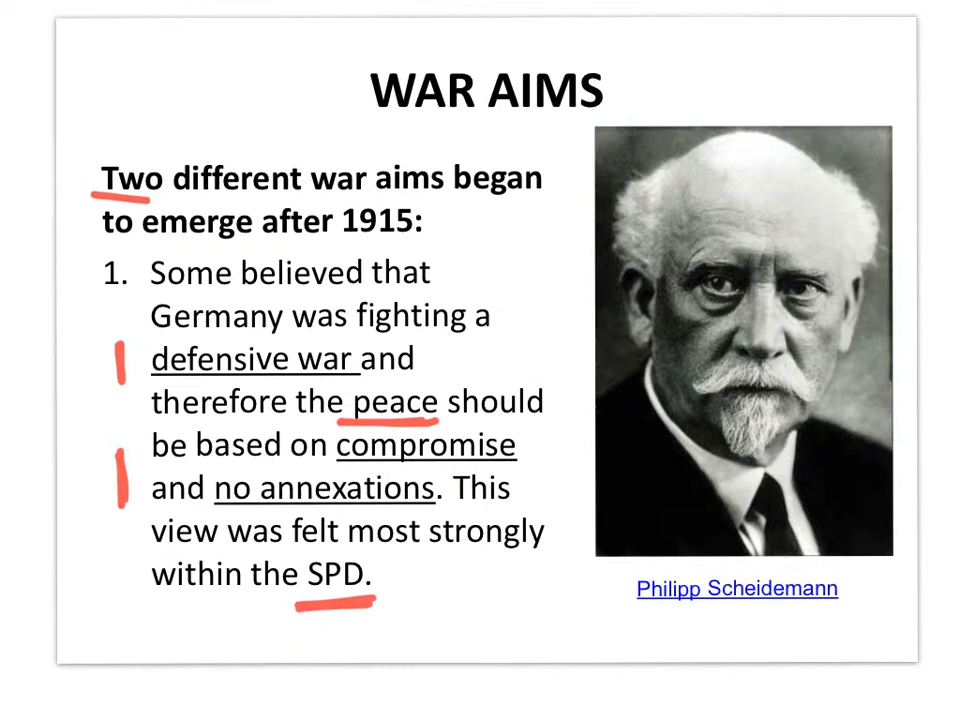 WAR AIMS
Two different war aims began
to emerge after 1915:
1. Some believed that
Germany was fighting a
defensive war and
therefore the peace should
be based on compromise
and no annexations. This
view was felt most strongly
within the SPD.
Philipp Scheidemann